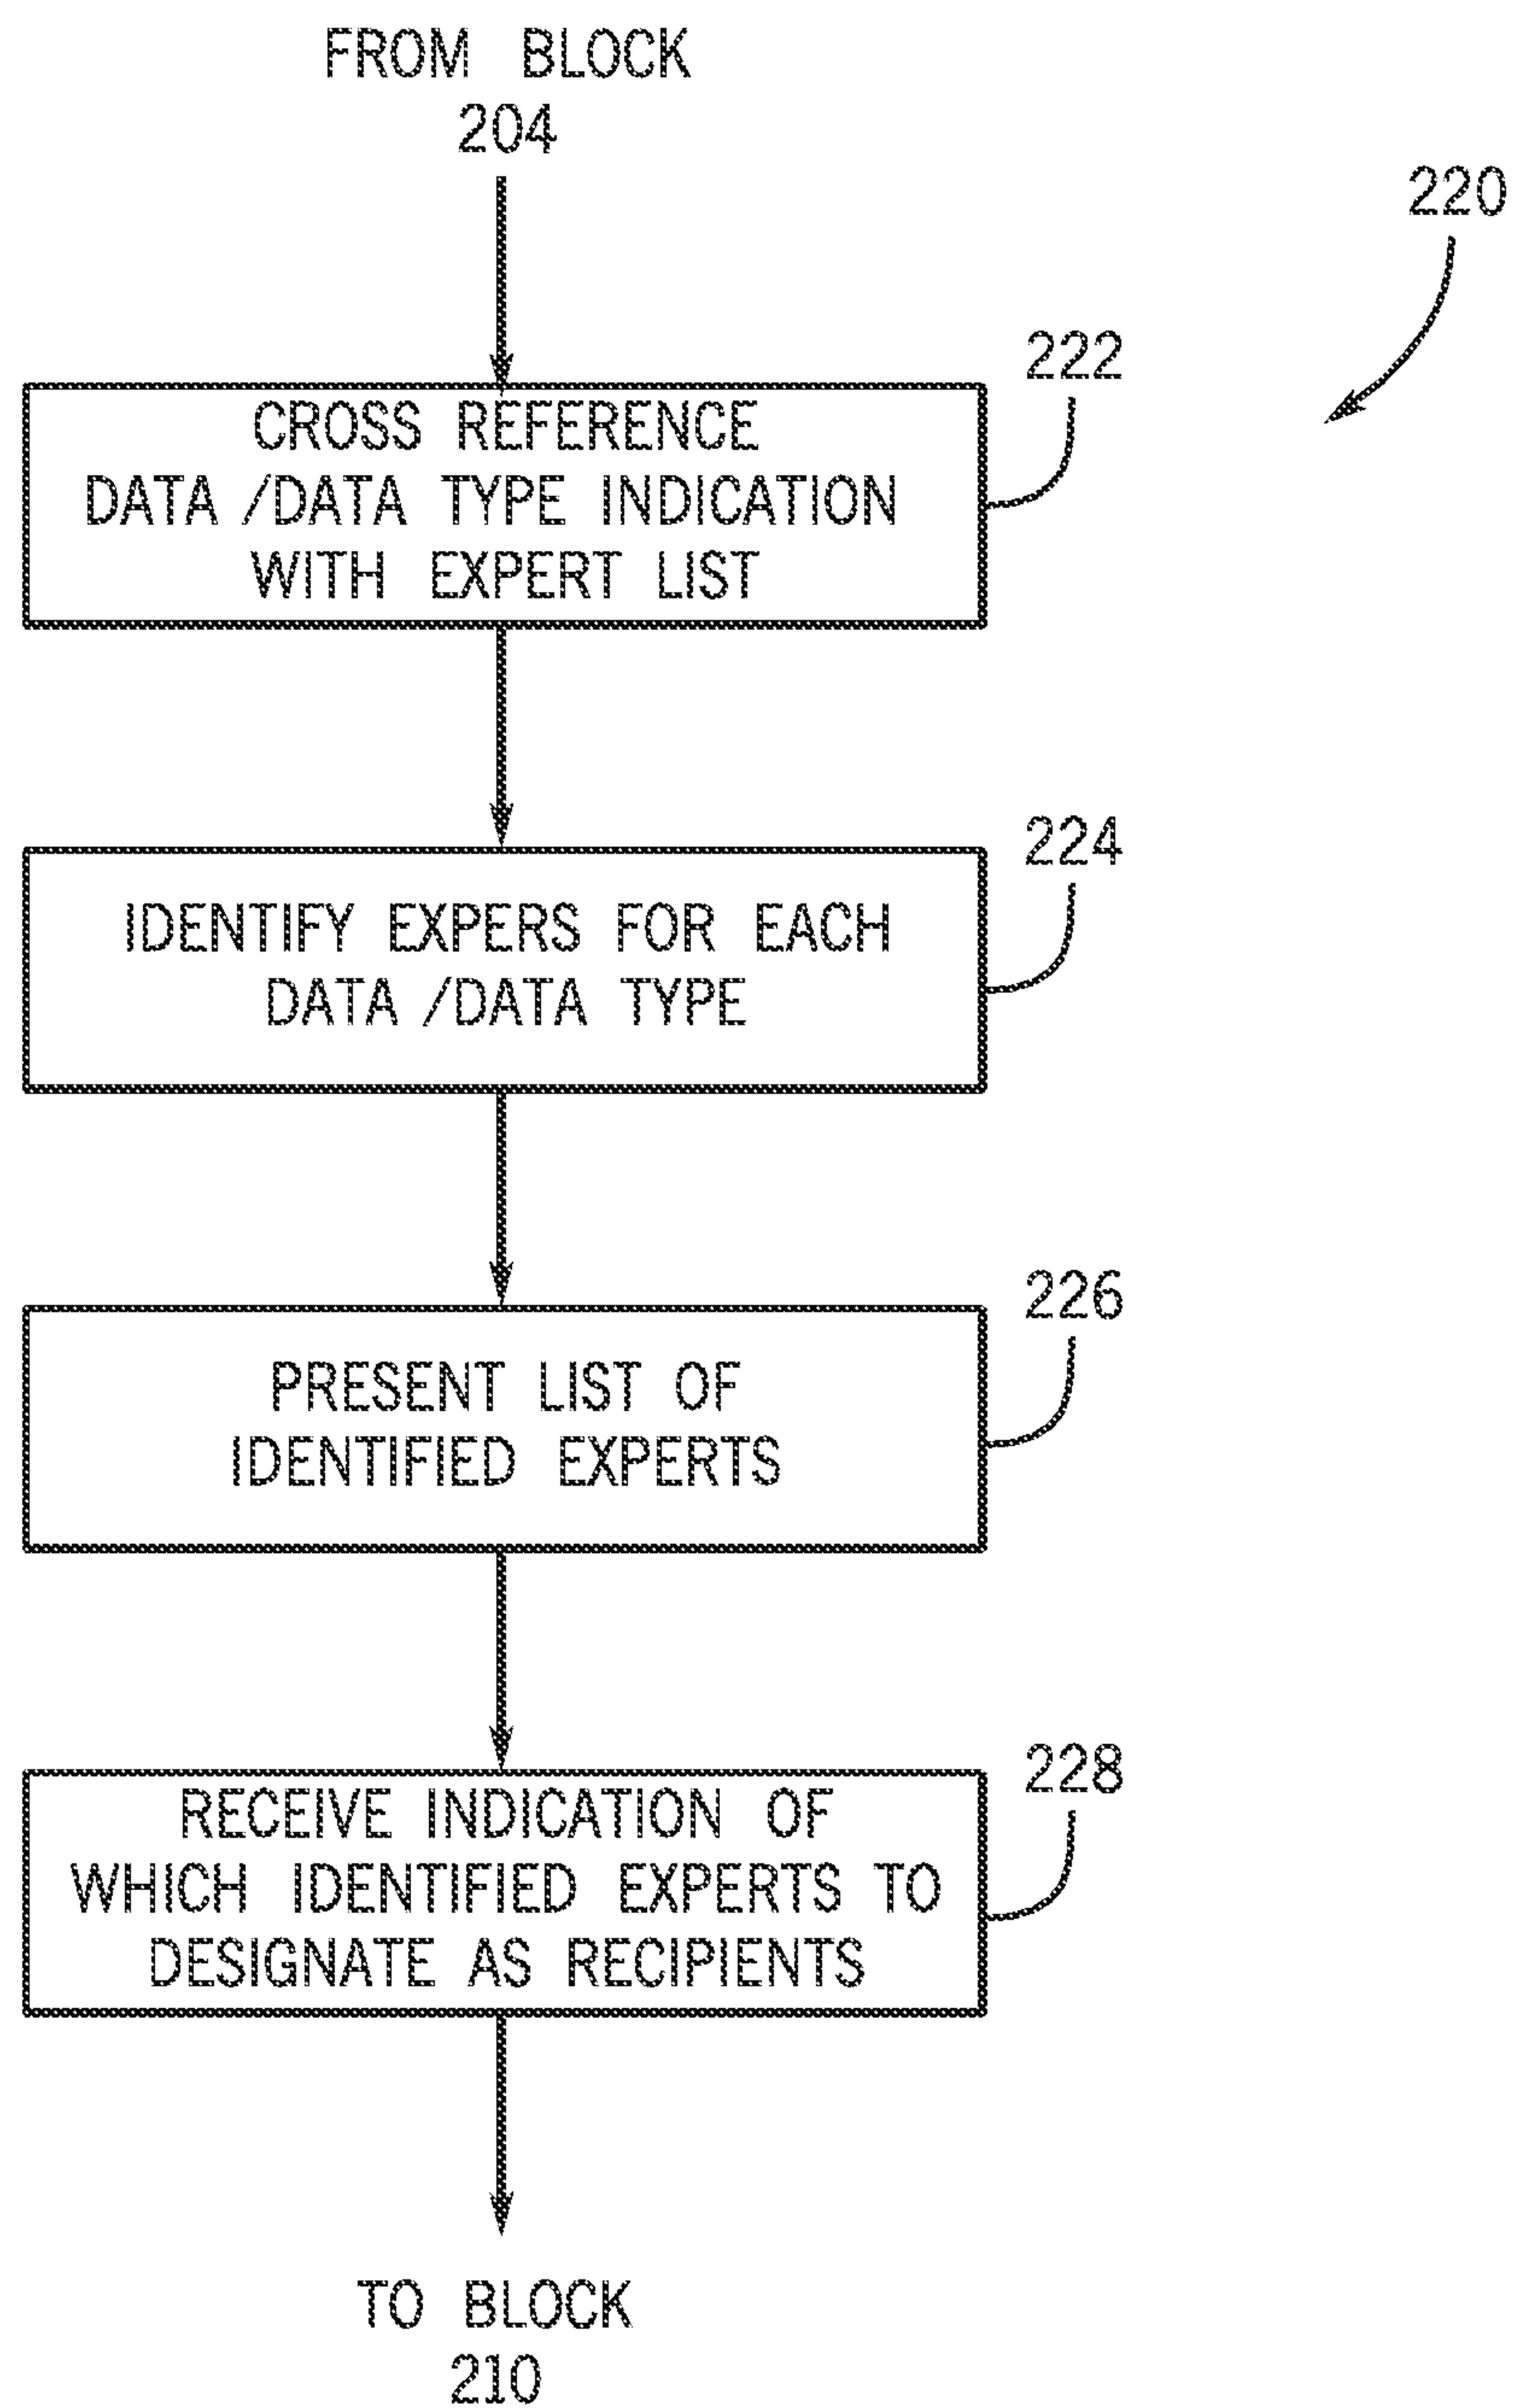 FROM BLOCK
204
220
222
CROSS REFERENCE
DATA /DATA TYPE INDICATION
WITH EXPERT LIST
224
IDENTIFY EXPERS FOR EACH
DATA /DATA TYPE
226
PRESENT LIST OF
IDENTIFIED EXPERTS
228
RECEIVE INDICATION OF
WHICH IDENTIFIED EXPERTS TO
DESIGNATE AS RECIPIENTS
TO BLOCK
210